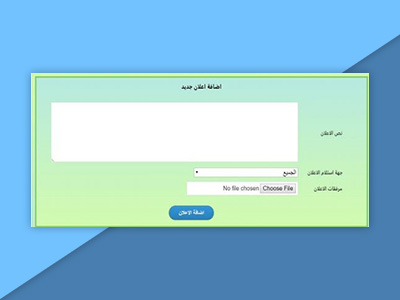 اضافة اعلان جديد
نص الاعلان
جهة استلام الاعلان الجميع
مرفقات الاعلان Choose File No file chosen
اضافة الاعلان